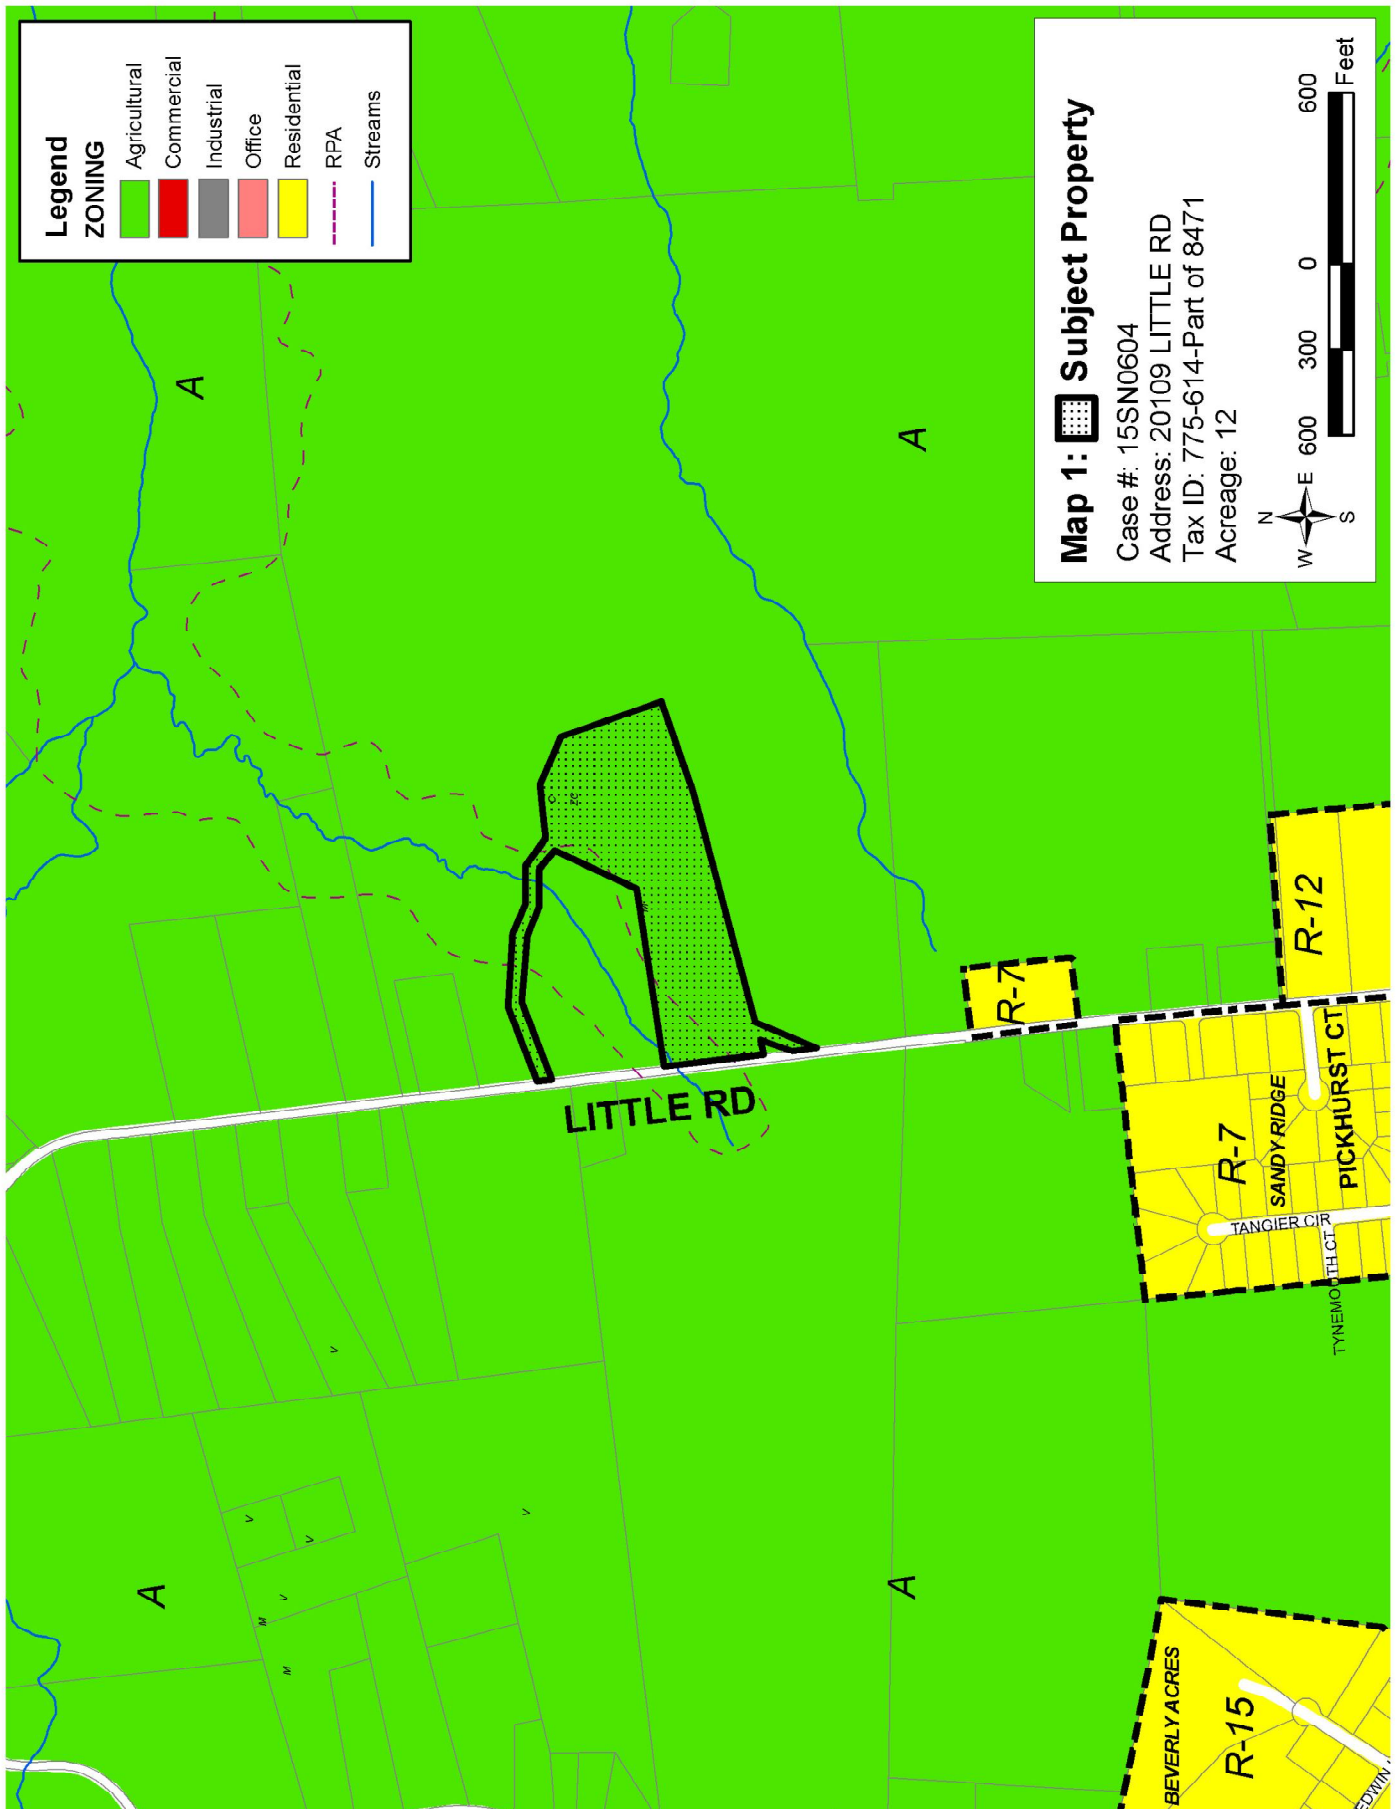 Legend
ZONING
Agricultural
Commercial
Industrial
Office
Residential
RPA
Streams
A
A
A
A
V
V
V
V
V
M
M
C
M
LITTLE RD
R-7
R-12
R-7
SANDY RIDGE
PICKHURST CT
TANGIER CIR
TYNEMOUTH CT
BEVERLY ACRES
R-15
EDWIN
Map 1: Subject Property
Case #: 15SN0604
Address: 20109 LITTLE RD
Tax ID: 775-614-Part of 8471
Acreage: 12
N
W E
S
600 300 0 600
Feet